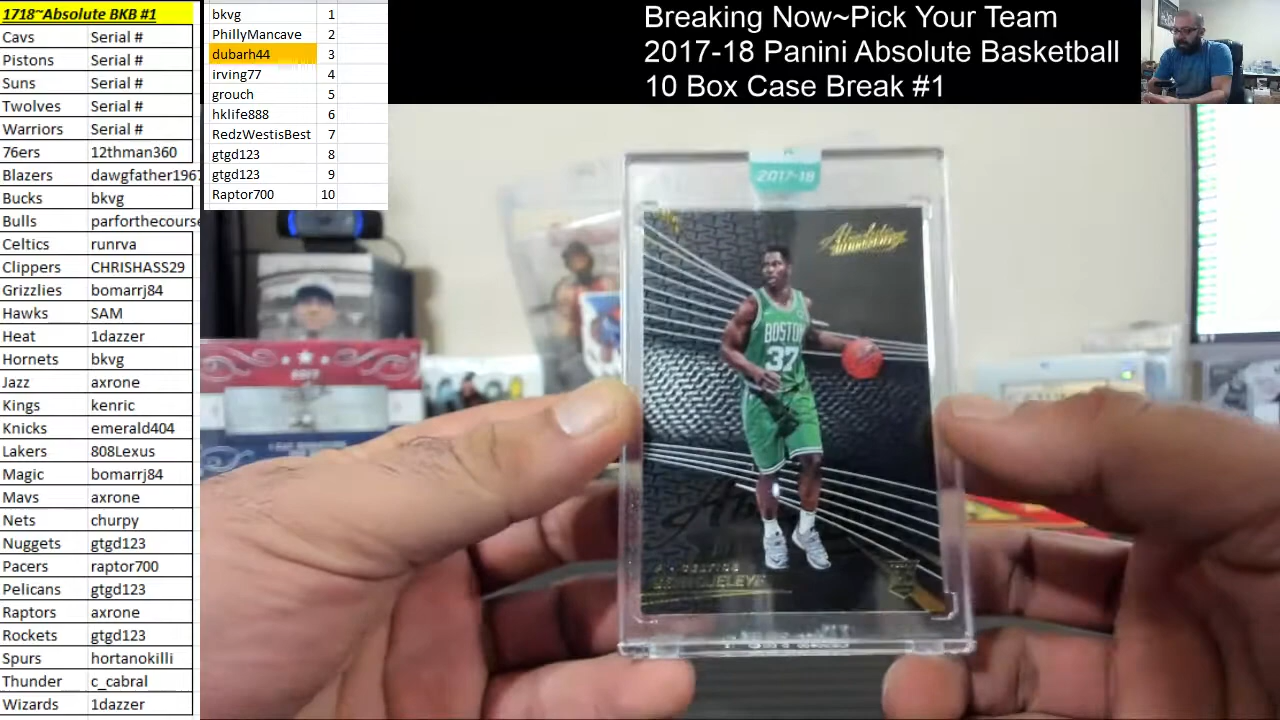 1718~Absolute BKB #1
Cavs Serial #
Pistons Serial #
Suns Serial #
Twolves Serial #
Warriors Serial #
76ers 12thman360
Blazers dawgfather196
Bucks bkvg
Bulls parforthecourse
Celtics runrva
Clippers CHRISHASS29
Grizzlies bomarrj84
Hawks SAM
Heat 1dazzer
Hornets bkvg
Jazz axrone
Kings kenric
Knicks emerald404
Lakers 808Lexus
Magic bomarrj84
Mavs axrone
Nets churpy
Nuggets gtgd123
Pacers raptor700
Pelicans gtgd123
Raptors axrone
Rockets gtgd123
Spurs hortanokilli
Thunder c_cabral
Wizards 1dazzer
bkvg 1
PhillyMancave 2
dubarh44 3
irving77 4
grouch 5
hklife888 6
RedzWestisBest 7
gtgd123 8
gtgd123 9
Raptor700 10
Breaking Now~Pick Your Team
2017-18 Panini Absolute Basketball
10 Box Case Break #1
2017-18
Absolute
BOSTON
37
CELTICS
2017